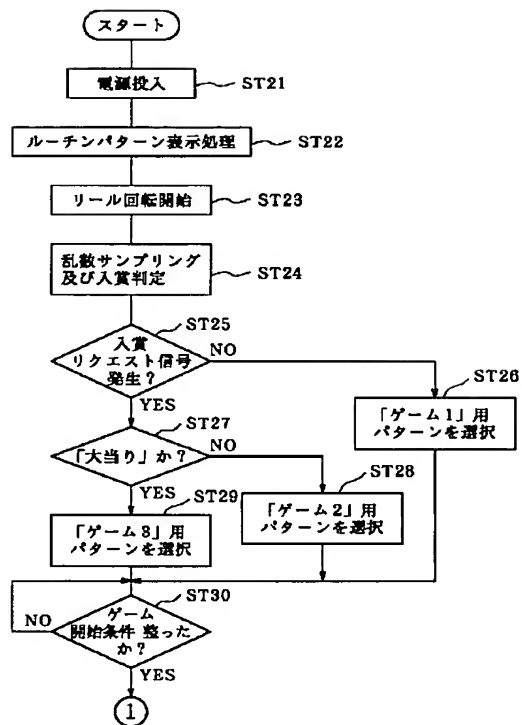 スタート
電源投入
ST21
ルーチンパターン表示処理
ST22
リール回転開始
ST23
乱数サンプリング
及び入賞判定
ST24
ST25
入賞
リクエスト信号
発生？
NO
YES
ST26
「ゲーム1」用
パターンを選択
ST27
「大当り」か？
NO
YES
ST28
「ゲーム2」用
パターンを選択
ST29
「ゲーム3」用
パターンを選択
ST30
ゲーム
開始条件 整った
か？
NO
YES
1